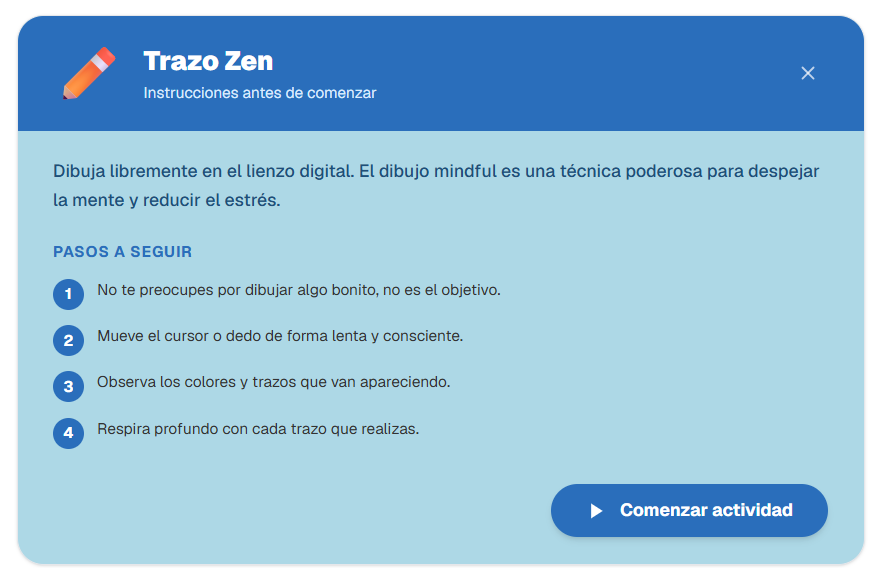 Trazo Zen
Instrucciones antes de comenzar
Dibuja libremente en el lienzo digital. El dibujo mindful es una técnica poderosa para despejar
la mente y reducir el estrés.
PASOS A SEGUIR
1 No te preocupes por dibujar algo bonito, no es el objetivo.
2 Mueve el cursor o dedo de forma lenta y consciente.
3 Observa los colores y trazos que van apareciendo.
4 Respira profundo con cada trazo que realizas.
Comenzar actividad